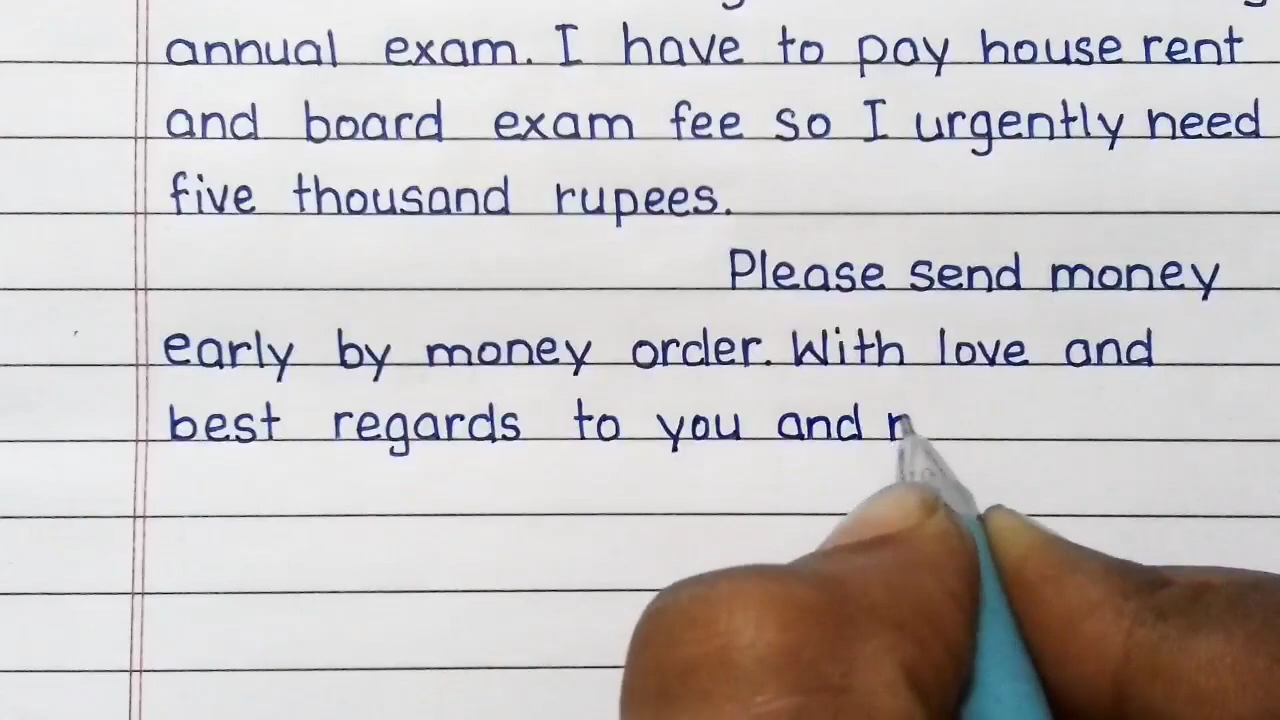 annual exam. I have to pay house rent
and board exam fee so I urgently need
five thousand rupees.
Please send money
early by money order. With love and
best regards to you and